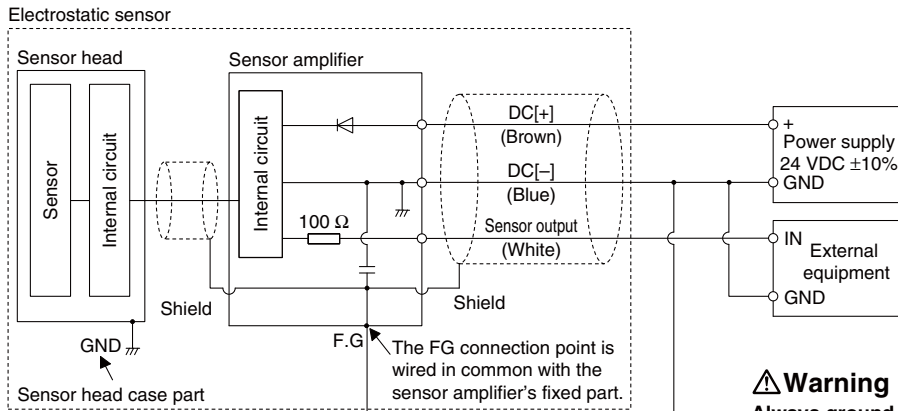 Electrostatic sensor
Sensor head
Sensor amplifier
Sensor
Internal circuit
Internal circuit
100 Ω
DC[+]
(Brown)
DC[–]
(Blue)
Sensor output
(White)
+
Power supply
24 VDC ±10%
GND
IN
External
equipment
GND
Shield
Shield
GND
F.G
The FG connection point is
wired in common with the
sensor amplifier's fixed part.
Sensor head case part
⚠Warning
Always ground